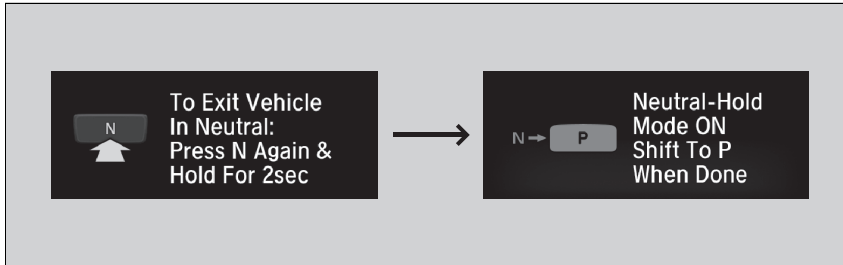 N
To Exit Vehicle
In Neutral:
Press N Again &
Hold For 2sec
N→ P
Neutral-Hold
Mode ON
Shift To P
When Done